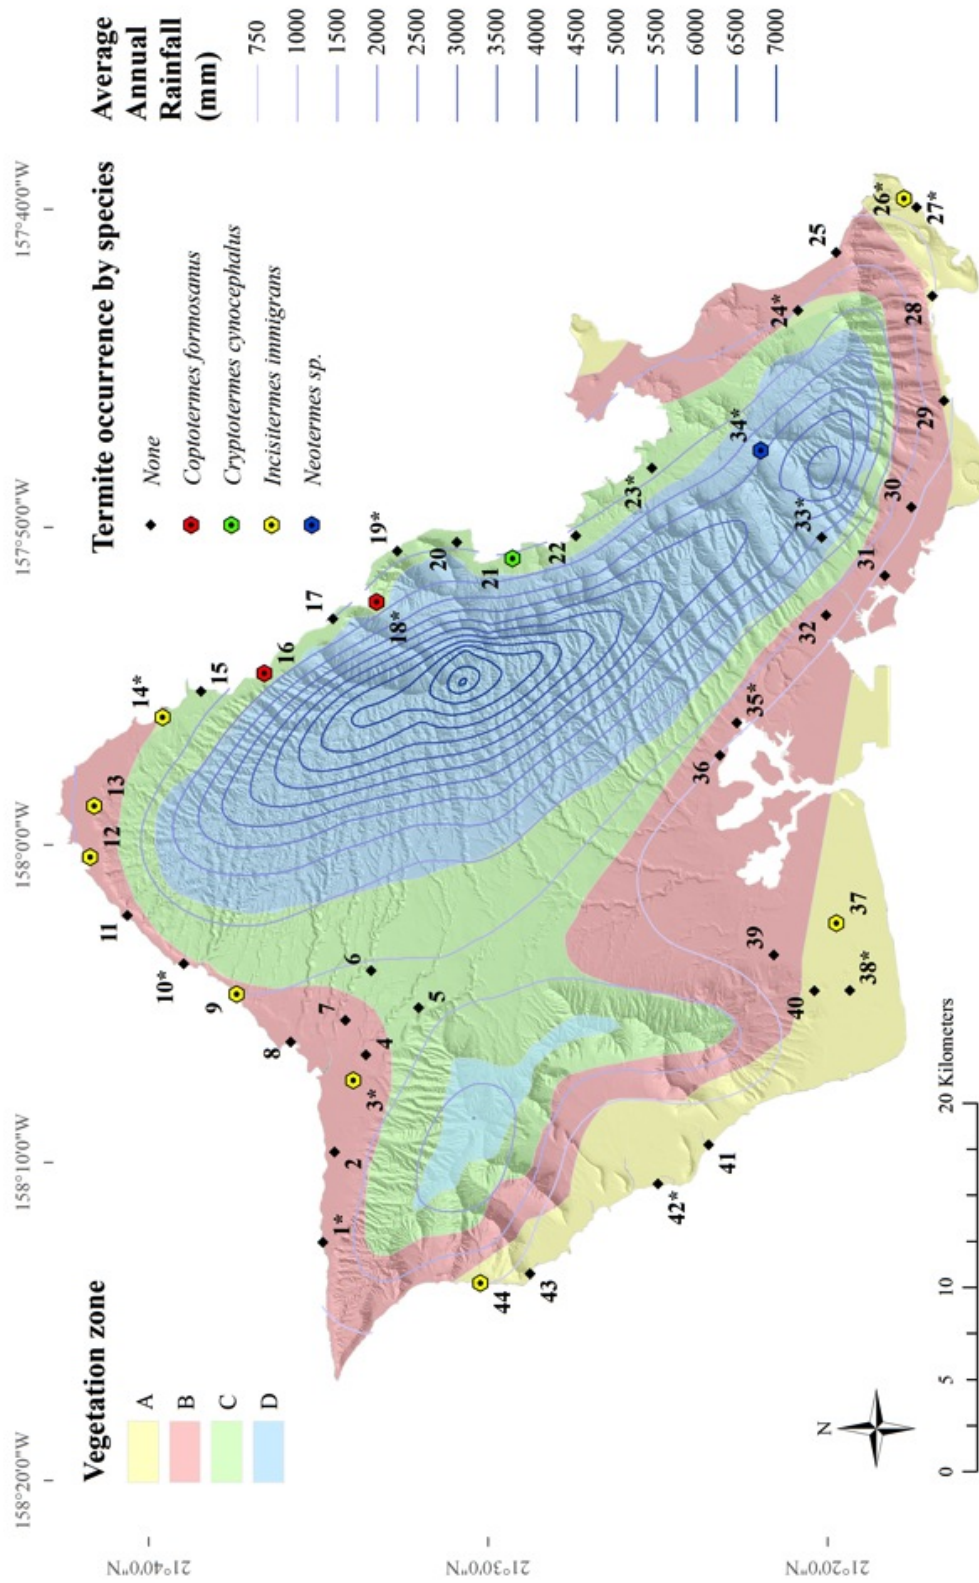 Vegetation zone
A
B
C
D
Termite occurrence by species
None
Coptotermes formosanus
Cryptotermes cynocephalus
Incisitermes immigrans
Neotermes sp.
Average
Annual
Rainfall
(mm)
750
1000
1500
2000
2500
3000
3500
4000
4500
5000
5500
6000
6500
7000
158°20'0"W
158°10'0"W
158°0'0"W
157°50'0"W
157°40'0"W
21°40'0"N
21°30'0"N
21°20'0"N
1*
2
3*
4
5
6
7
8
9
10*
11
12
13
14*
15
16
17
18*
19*
20
21
22
23*
24*
25
26*
27*
28
29
30
31
32
33*
34*
35*
36
37
38*
39
40
41
42*
43
44
N
0
5
10
20 Kilometers